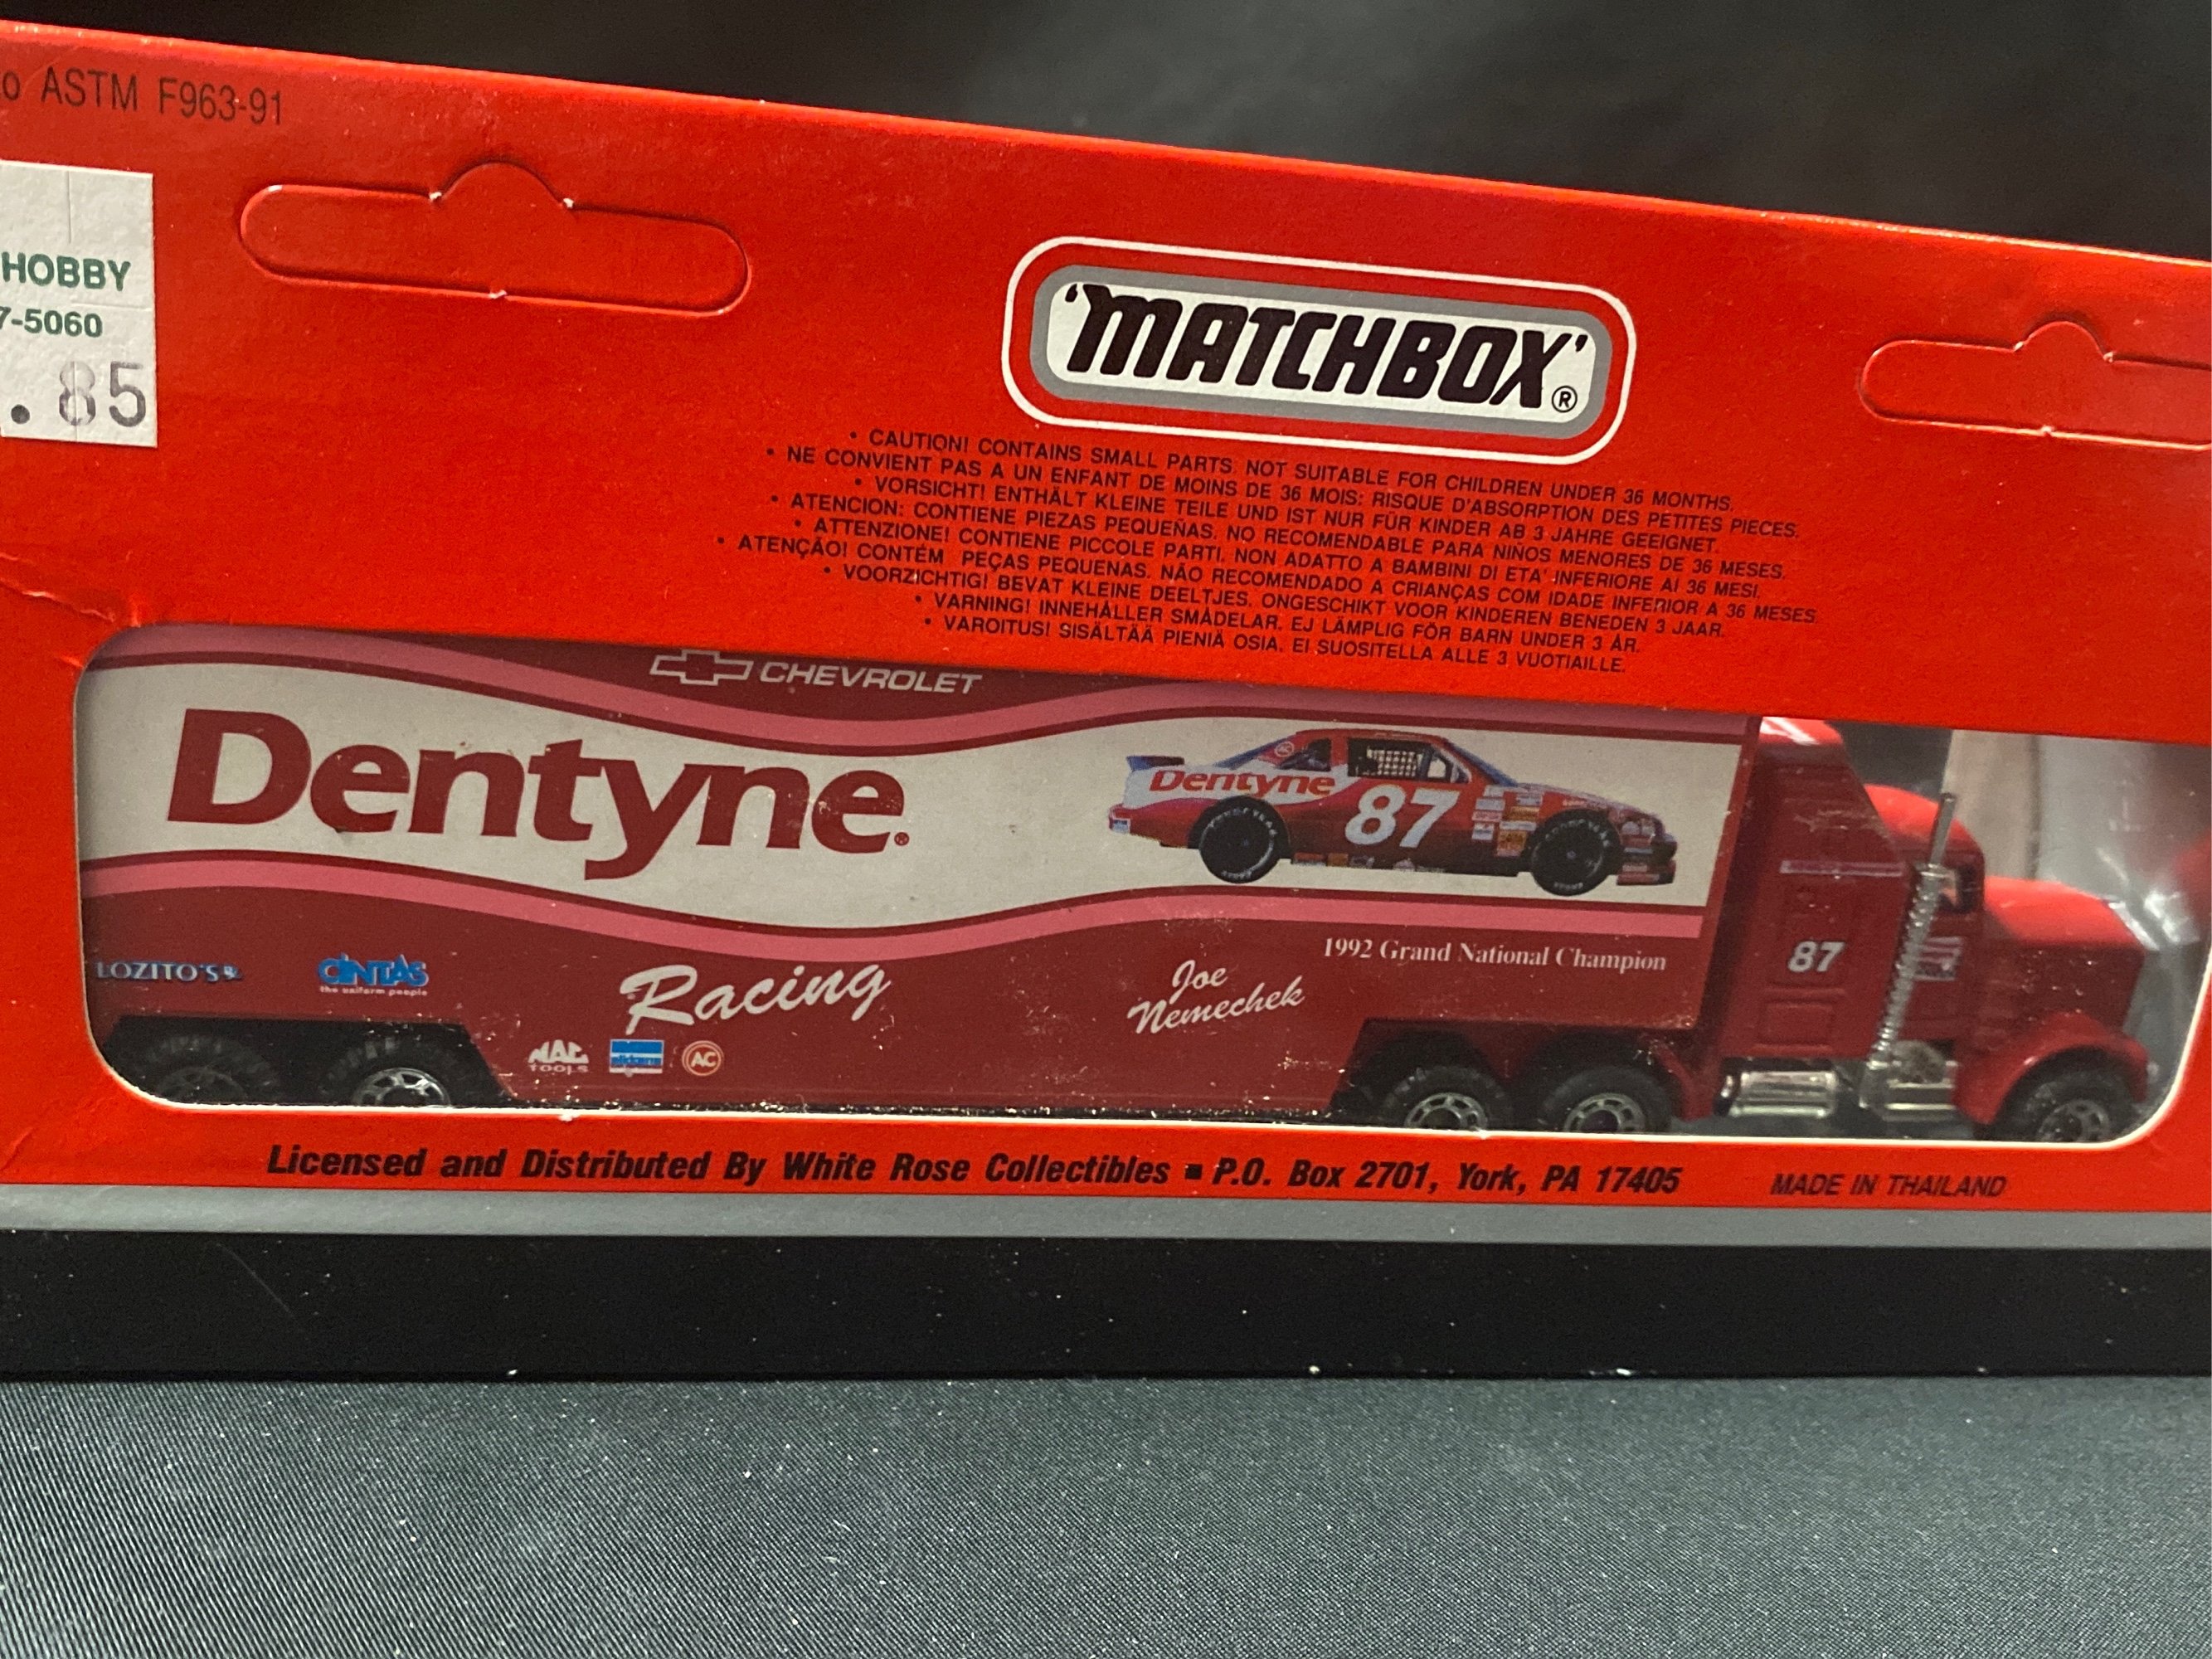 o ASTM F963-91
HOBBY
7-5060
.85
'MATCHBOX'®
• CAUTION! CONTAINS SMALL PARTS. NOT SUITABLE FOR CHILDREN UNDER 36 MONTHS.
• NE CONVIENT PAS A UN ENFANT DE MOINS DE 36 MOIS: RISQUE D'ABSORPTION DES PETITES PIECES.
• VORSICHT! ENTHÄLT KLEINE TEILE UND IST NUR FÜR KINDER AB 3 JAHRE GEEIGNET.
• ATENCION: CONTIENE PIEZAS PEQUEÑAS. NO RECOMENDABLE PARA NIÑOS MENORES DE 36 MESES.
• ATTENZIONE! CONTIENE PICCOLE PARTI. NON ADATTO A BAMBINI DI ETA' INFERIORE AI 36 MESI.
• ATENÇÃO! CONTÉM PEÇAS PEQUENAS. NÃO RECOMENDADO A CRIANÇAS COM IDADE INFERIOR A 36 MESES
• VOORZICHTIG! BEVAT KLEINE DEELTJES. ONGESCHIKT VOOR KINDEREN BENEDEN 3 JAAR.
• VARNING! INNEHÅLLER SMÅDELAR. EJ LÄMPLIG FÖR BARN UNDER 3 ÅR.
• VAROITUS! SISÄLTÄÄ PIENIÄ OSIA. EI SUOSITELLA ALLE 3 VUOTIAILLE.
CHEVROLET
Dentyne®
Dentyne
87
1992 Grand National Champion
87
LOZITO'S
CINTAS
the uniform people
Racing
Joe
Nemechek
MAC
TOOLS
AC
Licensed and Distributed By White Rose Collectibles ▪ P.O. Box 2701, York, PA 17405
MADE IN THAILAND